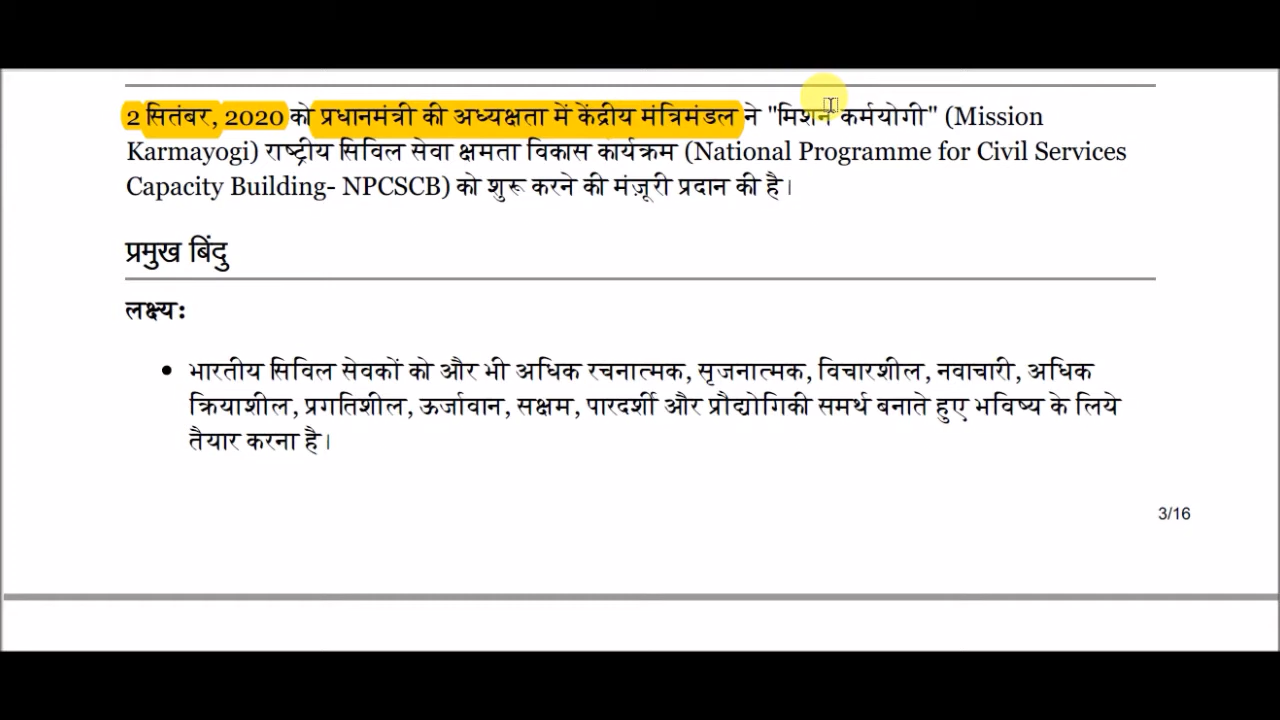 2 सितंबर, 2020 को प्रधानमंत्री की अध्यक्षता में केंद्रीय मंत्रिमंडल ने "मिशन कर्मयोगी" (Mission
Karmayogi) राष्ट्रीय सिविल सेवा क्षमता विकास कार्यक्रम (National Programme for Civil Services
Capacity Building- NPCSCB) को शुरू करने की मंज़ूरी प्रदान की है।
प्रमुख बिंदु
लक्ष्य:
• भारतीय सिविल सेवकों को और भी अधिक रचनात्मक, सृजनात्मक, विचारशील, नवाचारी, अधिक
क्रियाशील, प्रगतिशील, ऊर्जावान, सक्षम, पारदर्शी और प्रौद्योगिकी समर्थ बनाते हुए भविष्य के लिये
तैयार करना है।
3/16